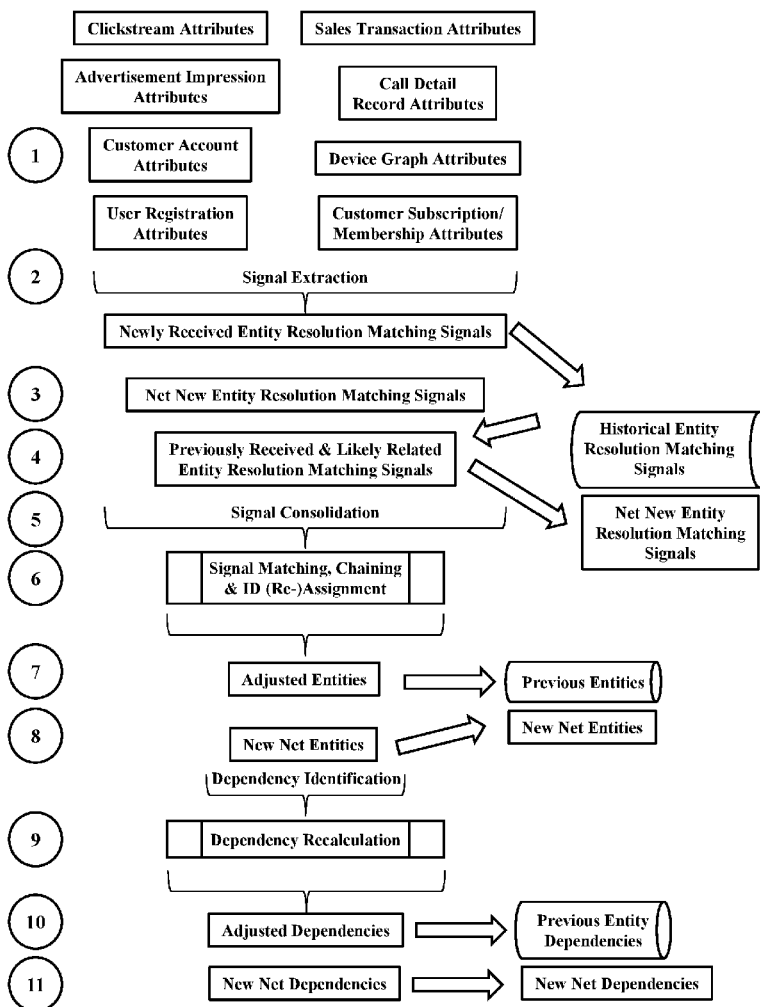 Clickstream Attributes
Sales Transaction Attributes
Advertisement Impression
Attributes
Call Detail
Record Attributes
1
Customer Account
Attributes
Device Graph Attributes
User Registration
Attributes
Customer Subscription/
Membership Attributes
2
Signal Extraction
Newly Received Entity Resolution Matching Signals
3
Net New Entity Resolution Matching Signals
Historical Entity
Resolution Matching
Signals
4
Previously Received & Likely Related
Entity Resolution Matching Signals
5
Signal Consolidation
Net New Entity
Resolution Matching
Signals
6
Signal Matching, Chaining
& ID (Re-)Assignment
7
Adjusted Entities
Previous Entities
8
New Net Entities
New Net Entities
Dependency Identification
9
Dependency Recalculation
10
Adjusted Dependencies
Previous Entity
Dependencies
11
New Net Dependencies
New Net Dependencies